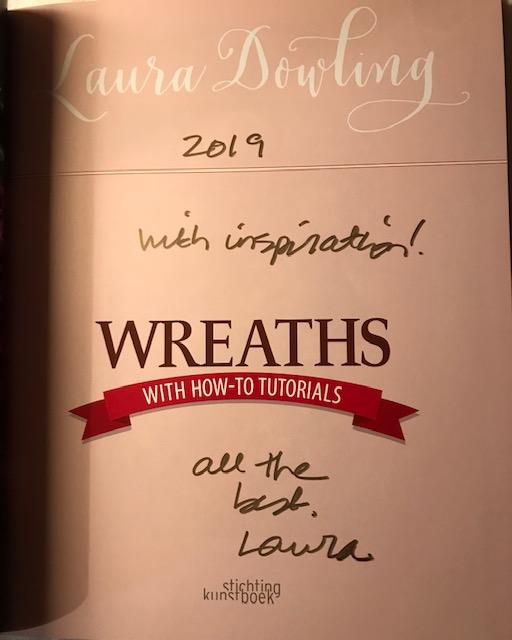 Laura Dowling
2019
with inspiration!
WREATHS
WITH HOW-TO TUTORIALS
all the
best.
Laura
stichting
kunstboek